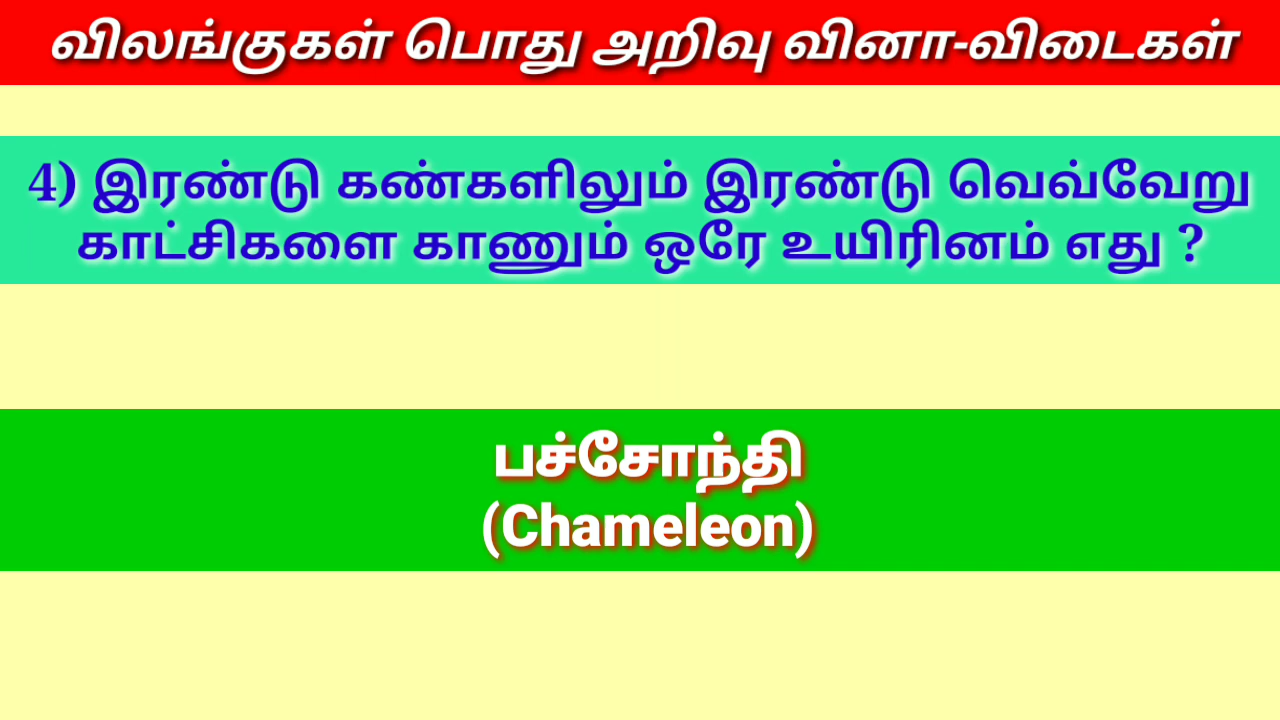 விலங்குகள் பொது அறிவு வினா-விடைகள்
4) இரண்டு கண்களிலும் இரண்டு வெவ்வேறு
காட்சிகளை காணும் ஒரே உயிரினம் எது ?
பச்சோந்தி
(Chameleon)